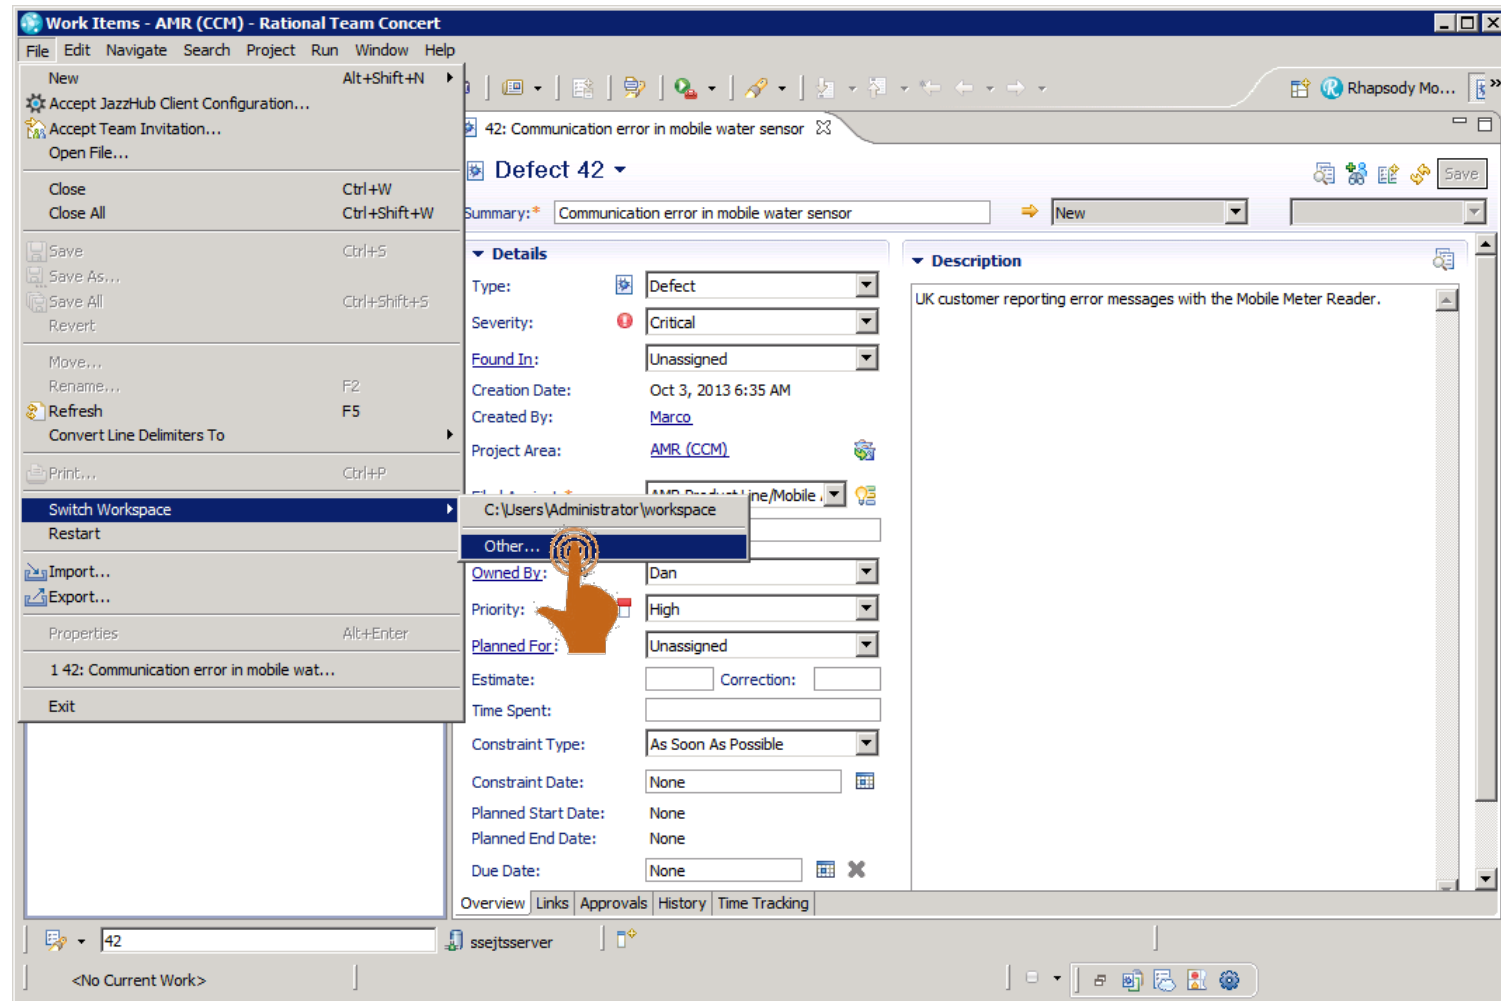 Work Items - AMR (CCM) - Rational Team Concert
File Edit Navigate Search Project Run Window Help
New Alt+Shift+N
Accept JazzHub Client Configuration...
Accept Team Invitation...
Open File...
Close Ctrl+W
Close All Ctrl+Shift+W
Save Ctrl+S
Save As...
Save All Ctrl+Shift+S
Revert
Move...
Rename... F2
Refresh F5
Convert Line Delimiters To
Print... Ctrl+P
Switch Workspace
Restart
Import...
Export...
Properties Alt+Enter
1 42: Communication error in mobile wat...
Exit
C:\Users\Administrator\workspace
Other...
Rhapsody Mo...
42: Communication error in mobile water sensor
Defect 42
Save
Summary:* Communication error in mobile water sensor
New
Details
Type: Defect
Severity: Critical
Found In: Unassigned
Creation Date: Oct 3, 2013 6:35 AM
Created By: Marco
Project Area: AMR (CCM)
Line/Mobile
Owned By: Dan
Priority: High
Planned For: Unassigned
Estimate: Correction:
Time Spent:
Constraint Type: As Soon As Possible
Constraint Date: None
Planned Start Date: None
Planned End Date: None
Due Date: None
Description
UK customer reporting error messages with the Mobile Meter Reader.
Overview Links Approvals History Time Tracking
42
ssejtsserver
<No Current Work>